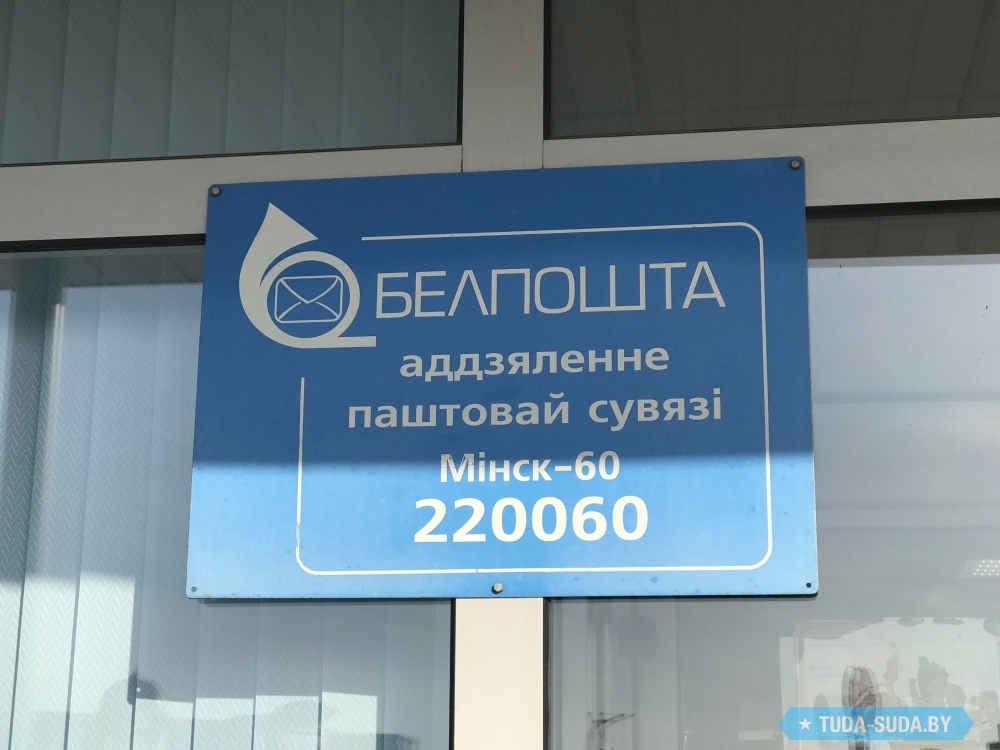 БЕЛПОШТА
аддзяленне
паштовай сувязі
Мінск-60
220060
★ TUDA-SUDA.BY